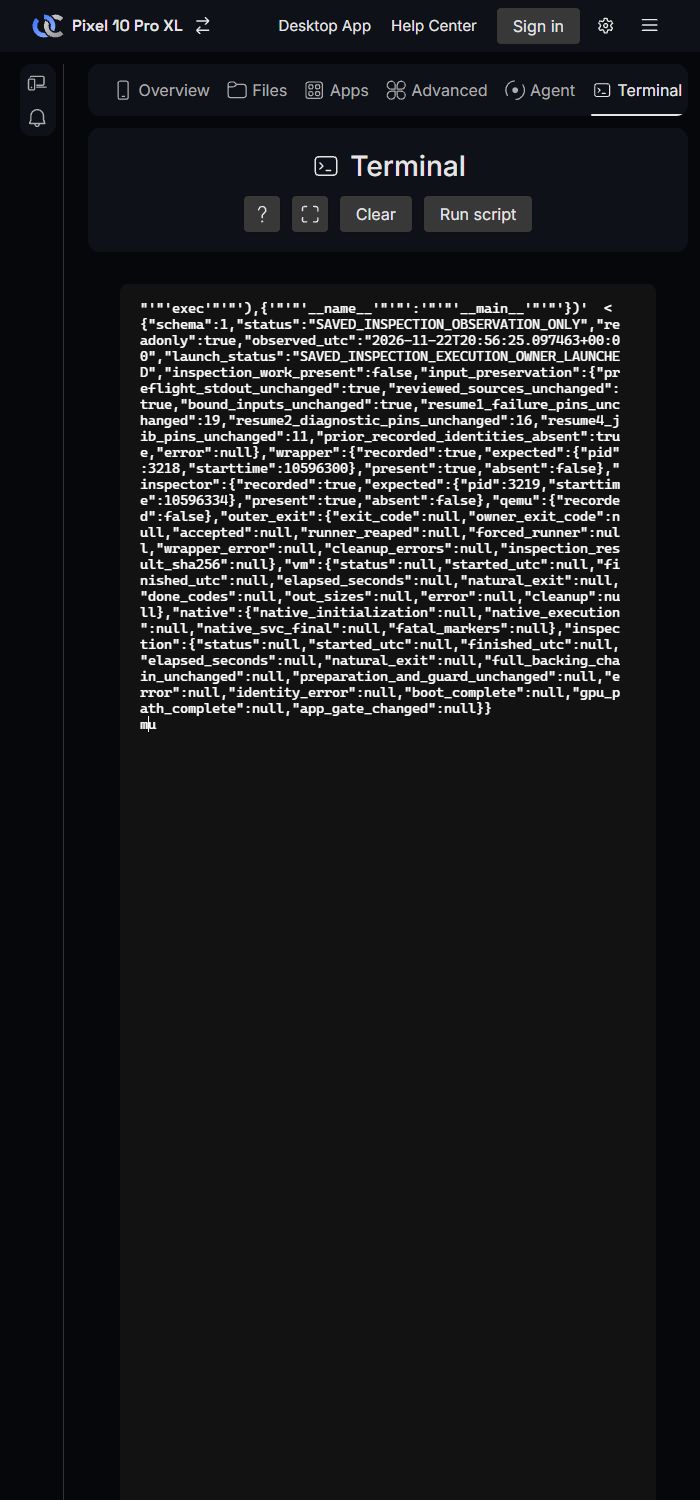 Pixel 10 Pro XL
Desktop App
Help Center
Sign in
Overview
Files
Apps
Advanced
Agent
Terminal
Terminal
?
Clear
Run script
"'"'exec'"'"'),{'"'"'__name__'"'"':'"'"'__main__'"'"'})'  <
{"schema":1,"status":"SAVED_INSPECTION_OBSERVATION_ONLY","re
adonly":true,"observed_utc":"2026-11-22T20:56:25.097463+00:0
0","launch_status":"SAVED_INSPECTION_EXECUTION_OWNER_LAUNCHE
D","inspection_work_present":false,"input_preservation":{"pr
eflight_stdout_unchanged":true,"reviewed_sources_unchanged":
true,"bound_inputs_unchanged":true,"resume1_failure_pins_unc
hanged":19,"resume2_diagnostic_pins_unchanged":16,"resume4_j
ib_pins_unchanged":11,"prior_recorded_identities_absent":tru
e,"error":null},"wrapper":{"recorded":true,"expected":{"pid"
:3218,"starttime":10596300},"present":true,"absent":false},"
inspector":{"recorded":true,"expected":{"pid":3219,"starttim
e":10596334},"present":true,"absent":false},"qemu":{"recorde
d":false},"outer_exit":{"exit_code":null,"owner_exit_code":n
ull,"accepted":null,"runner_reaped":null,"forced_runner":nul
l,"wrapper_error":null,"cleanup_errors":null,"inspection_res
ult_sha256":null},"vm":{"status":null,"started_utc":null,"fi
nished_utc":null,"elapsed_seconds":null,"natural_exit":null,
"done_codes":null,"out_sizes":null,"error":null,"cleanup":nu
ll},"native":{"native_initialization":null,"native_execution
":null,"native_svc_final":null,"fatal_markers":null},"inspec
tion":{"status":null,"started_utc":null,"finished_utc":null,
"elapsed_seconds":null,"natural_exit":null,"full_backing_cha
in_unchanged":null,"preparation_and_guard_unchanged":null,"e
rror":null,"identity_error":null,"boot_complete":null,"gpu_p
ath_complete":null,"app_gate_changed":null}}
mu